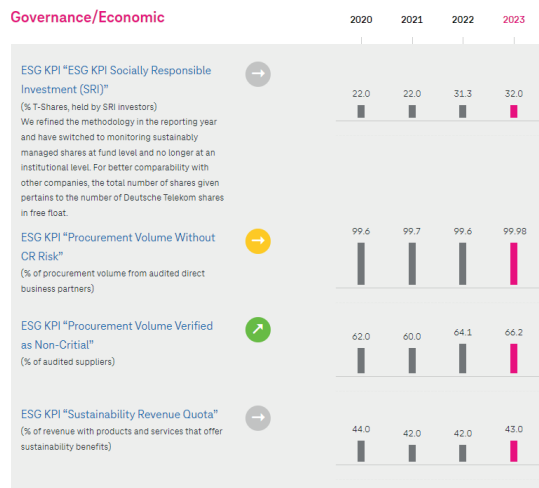 Governance/Economic
2020 2021 2022 2023
ESG KPI “ESG KPI Socially Responsible
Investment (SRI)”
(% T-Shares, held by SRI investors)
We refined the methodology in the reporting year
and have switched to monitoring sustainably
managed shares at fund level and no longer at an
institutional level. For better comparability with
other companies, the total number of shares given
pertains to the number of Deutsche Telekom shares
in free float.
22.0 22.0 31.3 32.0
ESG KPI “Procurement Volume Without
CR Risk”
(% of procurement volume from audited direct
business partners)
99.6 99.7 99.6 99.98
ESG KPI “Procurement Volume Verified
as Non-Critial”
(% of audited suppliers)
62.0 60.0 64.1 66.2
ESG KPI “Sustainability Revenue Quota”
(% of revenue with products and services that offer
sustainability benefits)
44.0 42.0 42.0 43.0